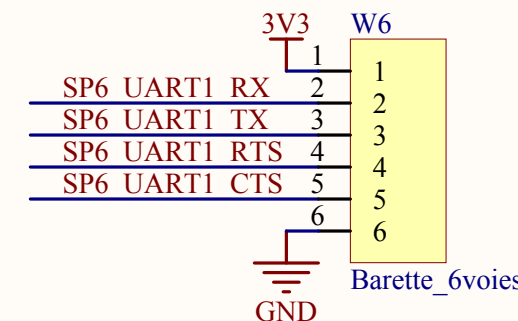 3V3 W6
1 1
SP6 UART1 RX 2 2
SP6 UART1 TX 3 3
SP6 UART1 RTS 4 4
SP6 UART1 CTS 5 5
6 6
Barette_6voies
GND